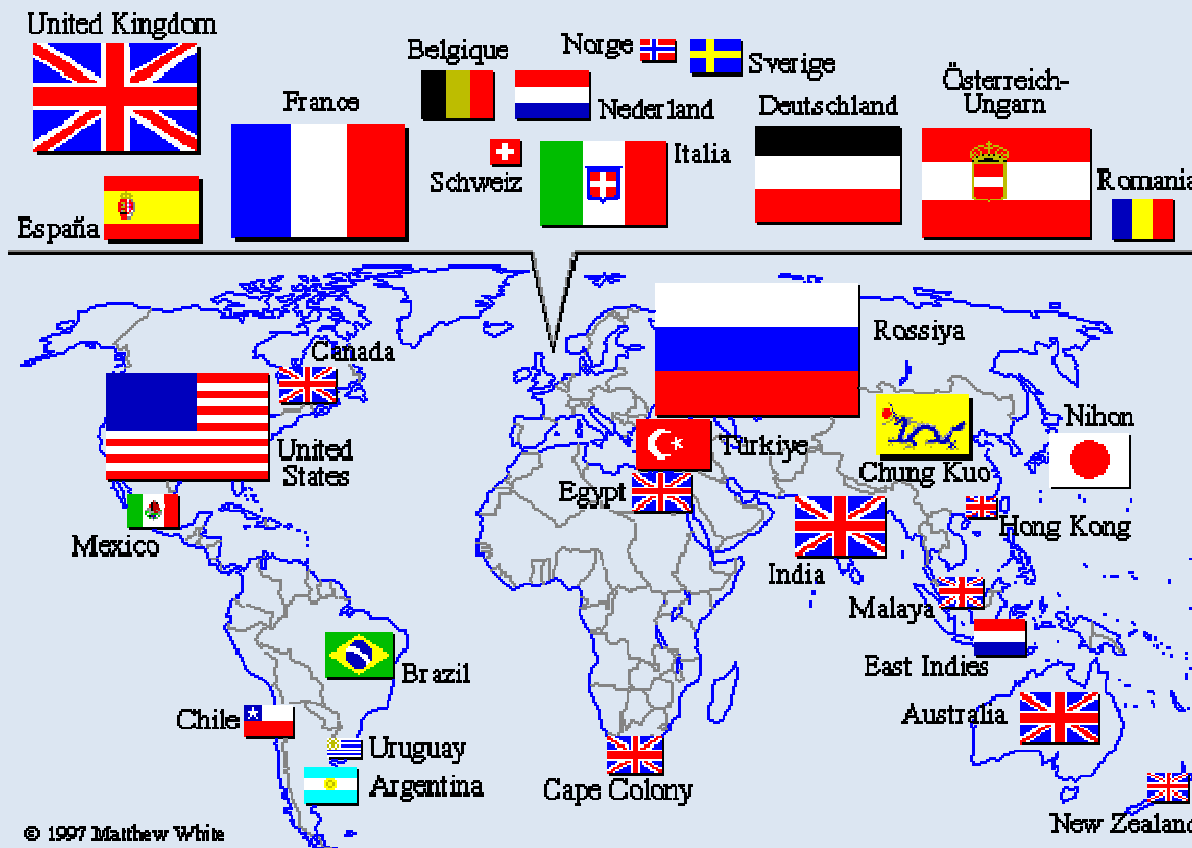 United Kingdom
Belgique
Norge
Sverige
Österreich-
Ungarn
France
Nederland
Deutschland
Schweiz
Italia
Romania
España
Rossiya
Canada
United
States
Türkiye
Nihon
Chung Kuo
Egypt
Hong Kong
Mexico
India
Malaya
East Indies
Brazil
Chile
Australia
Uruguay
Argentina
Cape Colony
New Zealand
© 1997 Matthew White